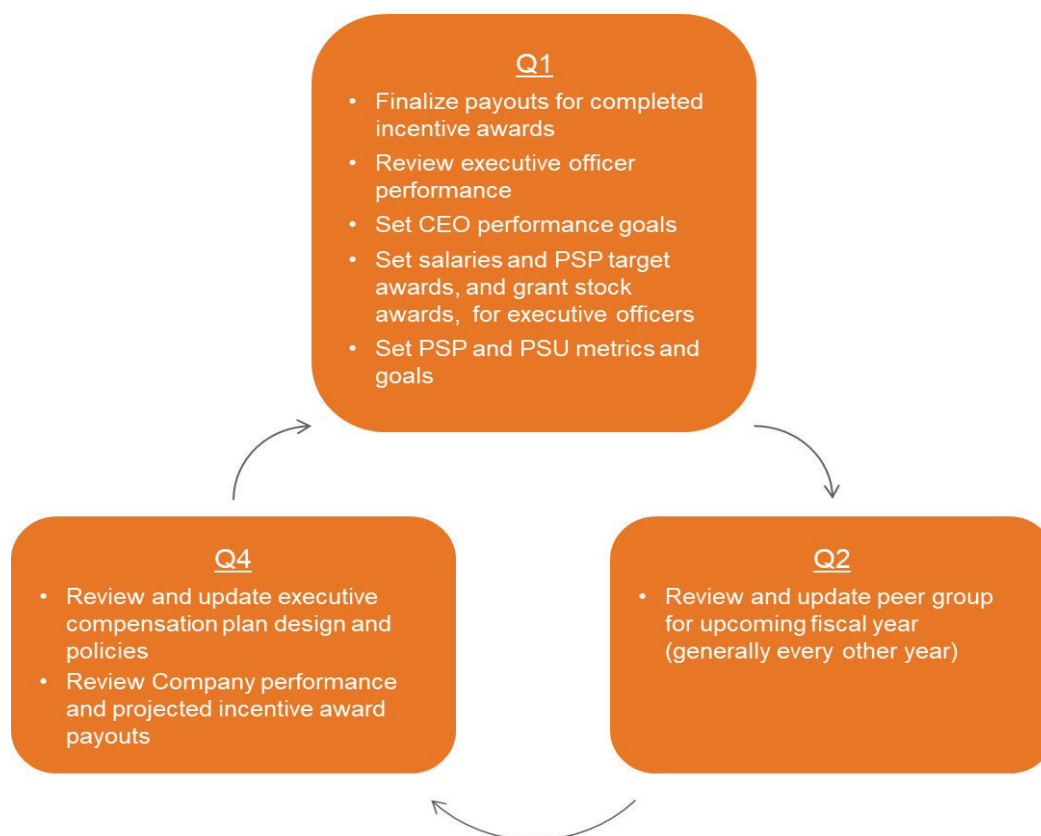 Q1
• Finalize payouts for completed
incentive awards
• Review executive officer
performance
• Set CEO performance goals
• Set salaries and PSP target
awards, and grant stock
awards, for executive officers
• Set PSP and PSU metrics and
goals
Q4
• Review and update executive
compensation plan design and
policies
• Review Company performance
and projected incentive award
payouts
Q2
• Review and update peer group
for upcoming fiscal year
(generally every other year)